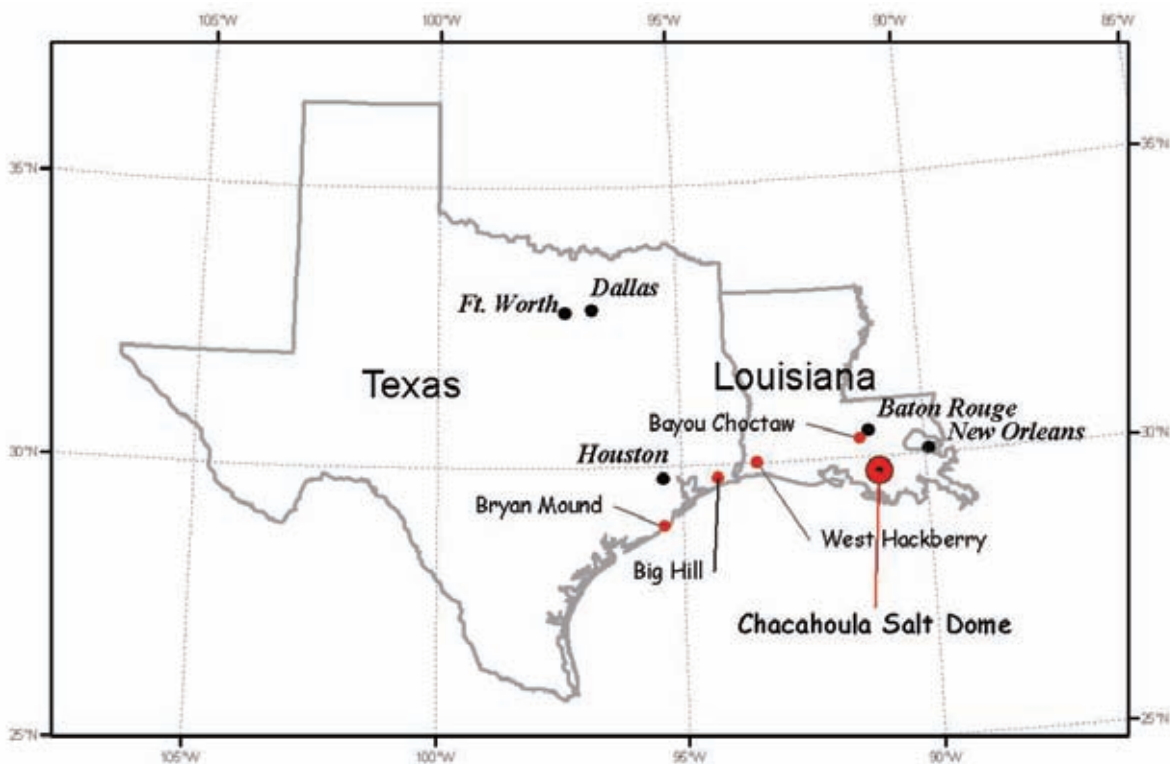 105°W 100°W 95°W 90°W 85°W
35°N 35°N
Dallas
Ft. Worth
Texas Louisiana
Baton Rouge
Bayou Choctaw
New Orleans
30°N 30°N
Houston
Bryan Mound
West Hackberry
Big Hill
Chacahoula Salt Dome
25°N 25°N
105°W 100°W 95°W 90°W